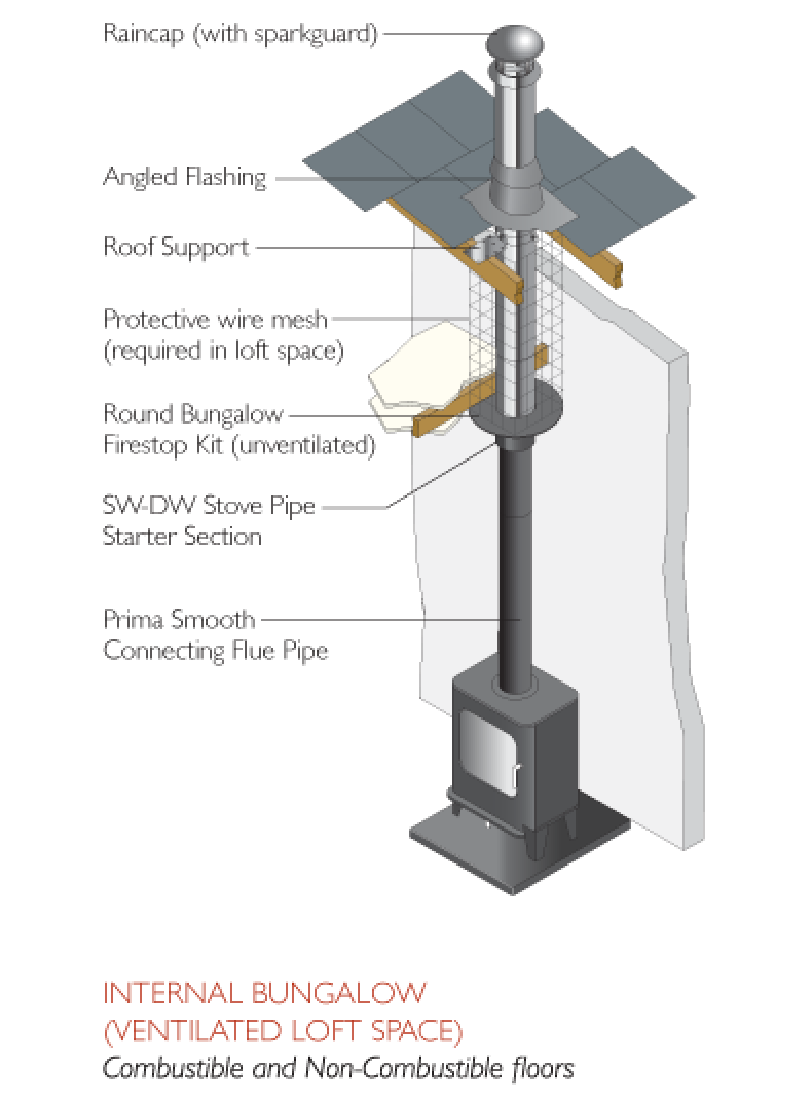 Raincap (with sparkguard)
Angled Flashing
Roof Support
Protective wire mesh
(required in loft space)
Round Bungalow
Firestop Kit (unventilated)
SW-DW Stove Pipe
Starter Section
Prima Smooth
Connecting Flue Pipe
INTERNAL BUNGALOW
(VENTILATED LOFT SPACE)
Combustible and Non-Combustible floors